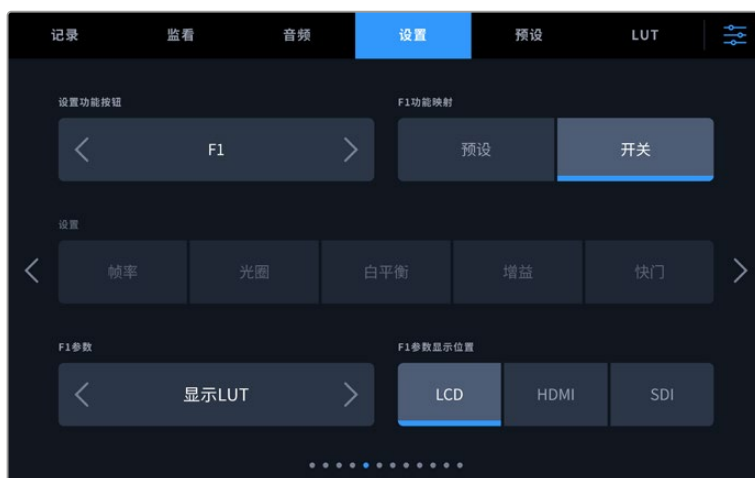 记录 监看 音频 设置 预设 LUT
设置功能按钮 F1功能映射
F1 预设 开关
设置
帧率 光圈 白平衡 增益 快门
F1参数 F1参数显示位置
显示LUT LCD HDMI SDI